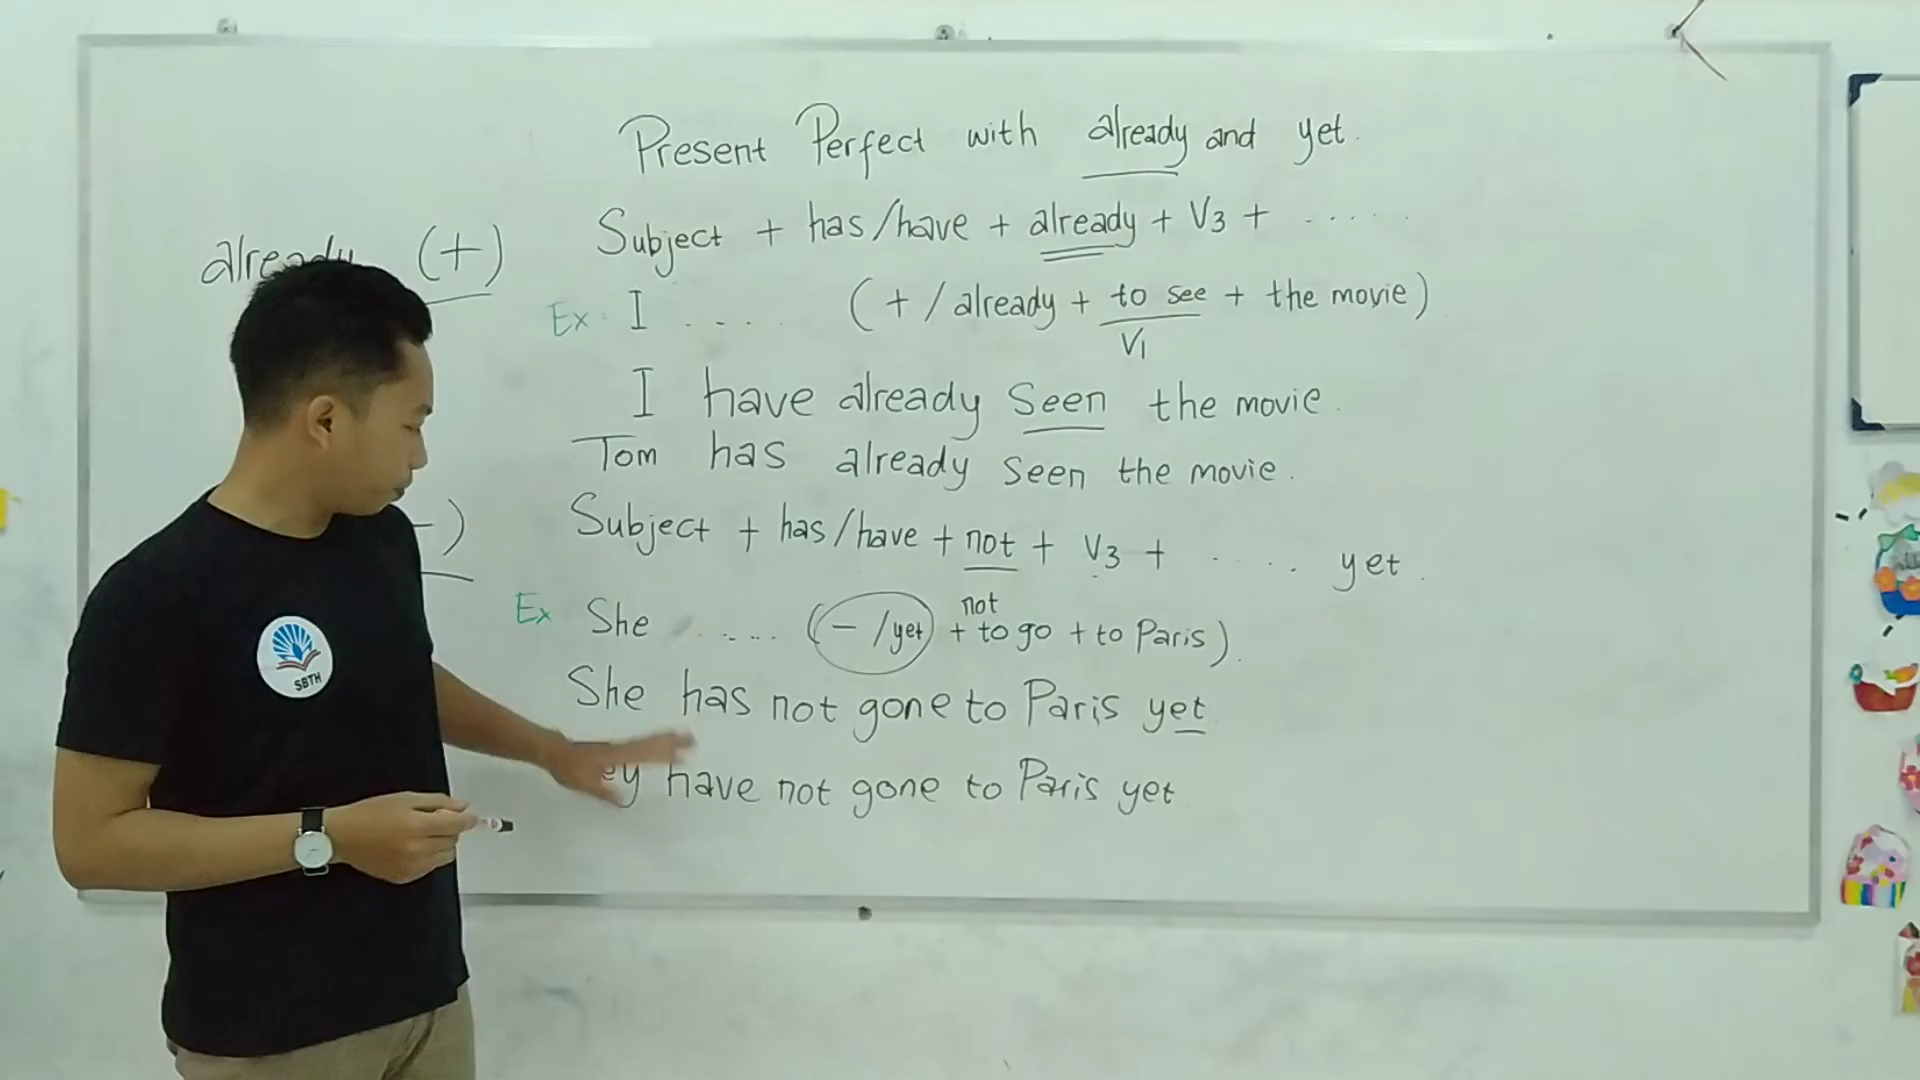 Present Perfect with already and yet.
already (+)
Subject + has/have + already + V3 + .....
Ex: I .... (+ / already + to see + the movie)
V1
I have already seen the movie.
Tom has already seen the movie.
-)
Subject + has/have + not + V3 + ..... yet.
not
Ex She ..... (- /yet + to go + to Paris).
She has not gone to Paris yet
have not gone to Paris yet
SBTH